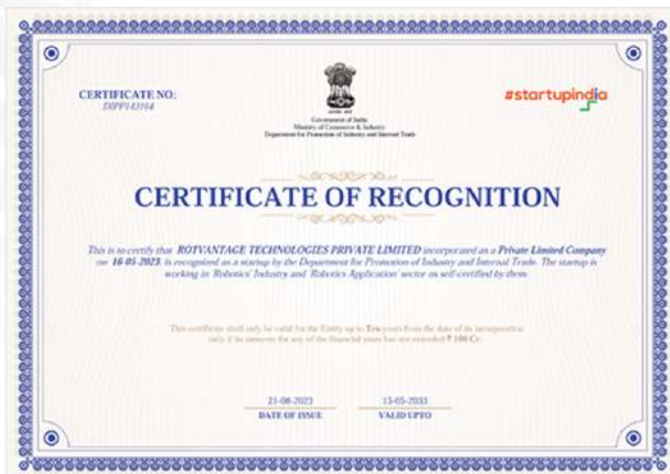 CERTIFICATE NO:
#startupindia
Government of India
Ministry of Commerce & Industry
Department for Promotion of Industry and Internal Trade
CERTIFICATE OF RECOGNITION
This is to certify that ROTVANTAGE TECHNOLOGIES PRIVATE LIMITED incorporated as a Private Limited Company
on 16-05-2023, is recognized as a startup by the Department for Promotion of Industry and Internal Trade. The startup is
working in 'Robotics' Industry and 'Robotics Application' sector as self-certified by them.
This certificate shall only be valid for the Entity up to Ten years from the date of its incorporation
only if its turnover for any of the financial years has not exceeded ₹ 100 Cr.
21-08-2023
15-05-2033
DATE OF ISSUE
VALID UPTO